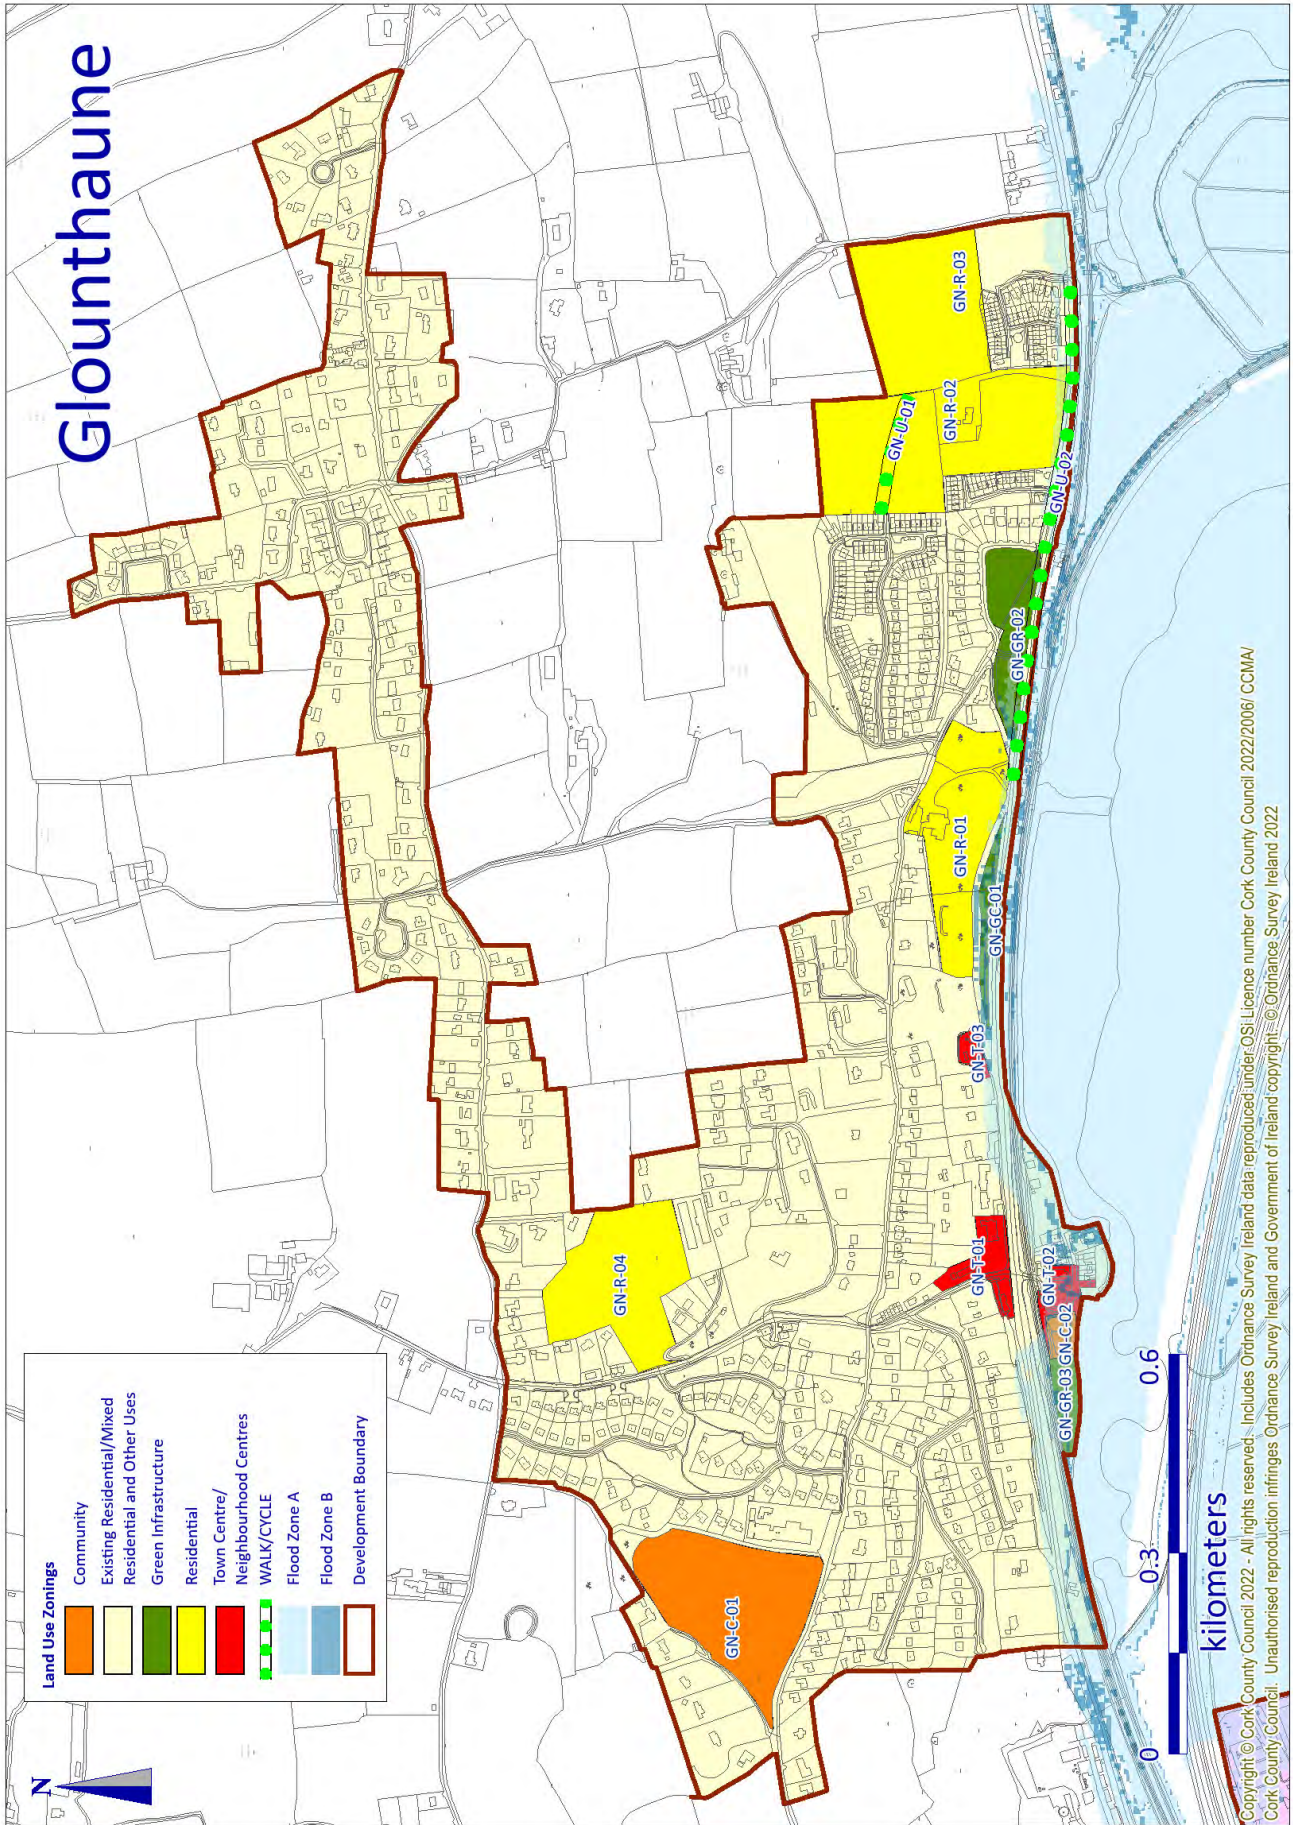 Glounthaune
N
Land Use Zonings
Community
Existing Residential/Mixed
Residential and Other Uses
Green Infrastructure
Residential
Town Centre/
Neighbourhood Centres
WALK/CYCLE
Flood Zone A
Flood Zone B
Development Boundary
GN-C-01
GN-R-04
GN-R-03
GN-R-02
GN-U-01
GN-U-02
GN-GR-02
GN-R-01
GN-GC-01
GN-T-03
GN-T-01
GN-T-02
GN-GR-03
GN-C-02
0
0.3
0.6
kilometers
Copyright © Cork County Council 2022 - All rights reserved. Includes Ordnance Survey Ireland data reproduced under OSi Licence number Cork County Council 2022/2006/ CCMA/
Cork County Council. Unauthorised reproduction infringes Ordnance Survey Ireland and Government of Ireland copyright. © Ordnance Survey Ireland 2022